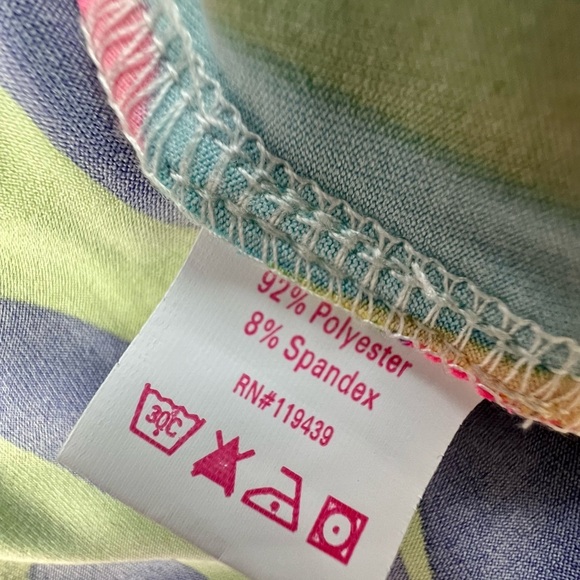 92% Polyester
8% Spandex
RN#119439
30°C